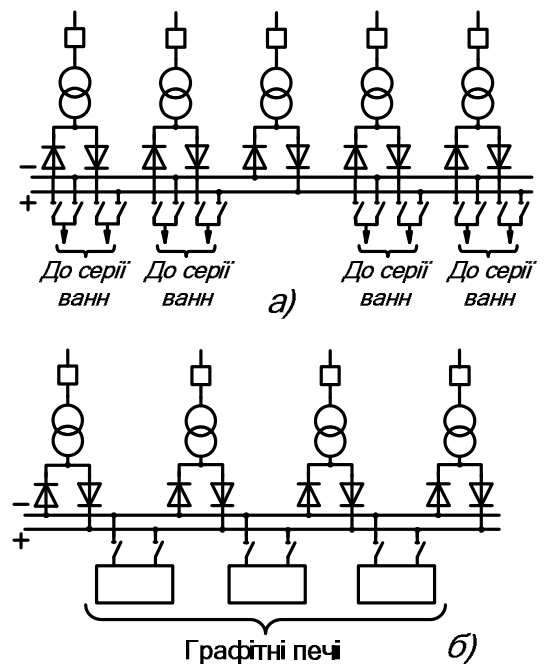 −
+
До серії До серії До серії До серії
ванн ванн ванн ванн
а)
−
+
Графітні печі б)